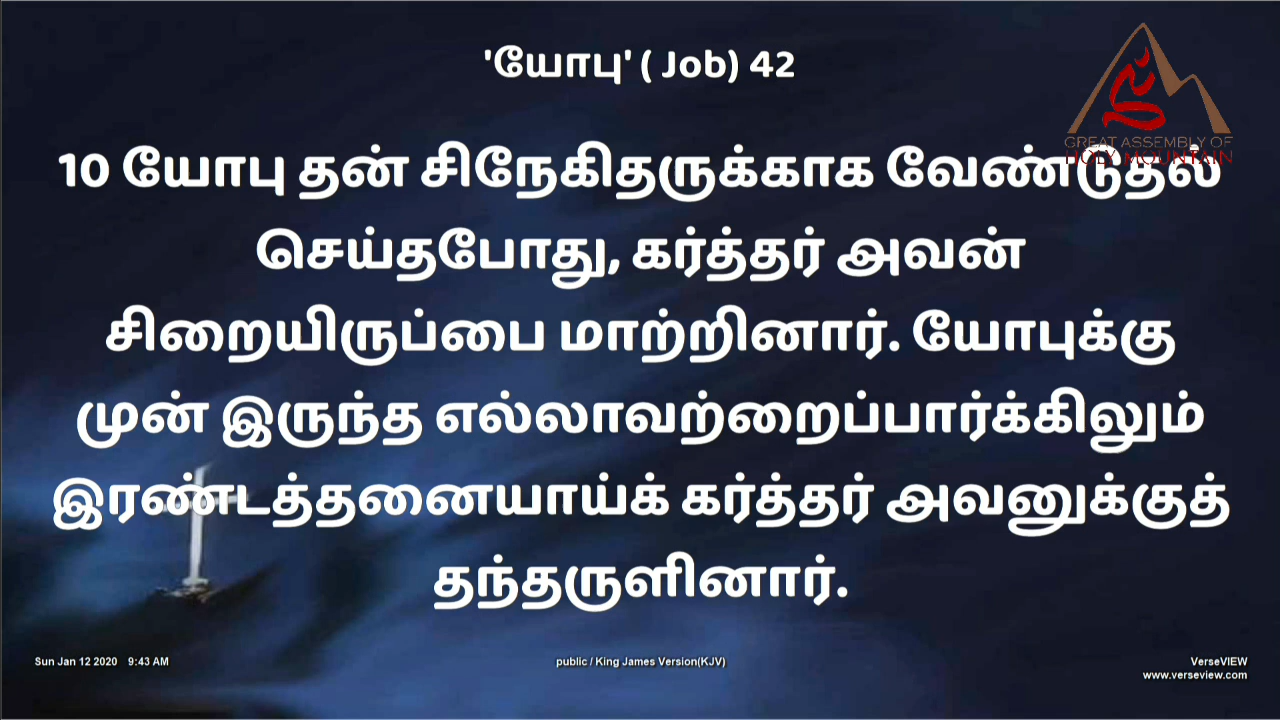 'யோபு' ( Job) 42
GREAT ASSEMBLY OF
HOLY MOUNTAIN
10 யோபு தன் சிநேகிதருக்காக வேண்டுதல்
செய்தபோது, கர்த்தர் அவன்
சிறையிருப்பை மாற்றினார். யோபுக்கு
முன் இருந்த எல்லாவற்றைப்பார்க்கிலும்
இரண்டத்தனையாய்க் கர்த்தர் அவனுக்குத்
தந்தருளினார்.
Sun Jan 12 2020 9:43 AM
public / King James Version(KJV)
VerseVIEW
www.verseview.com